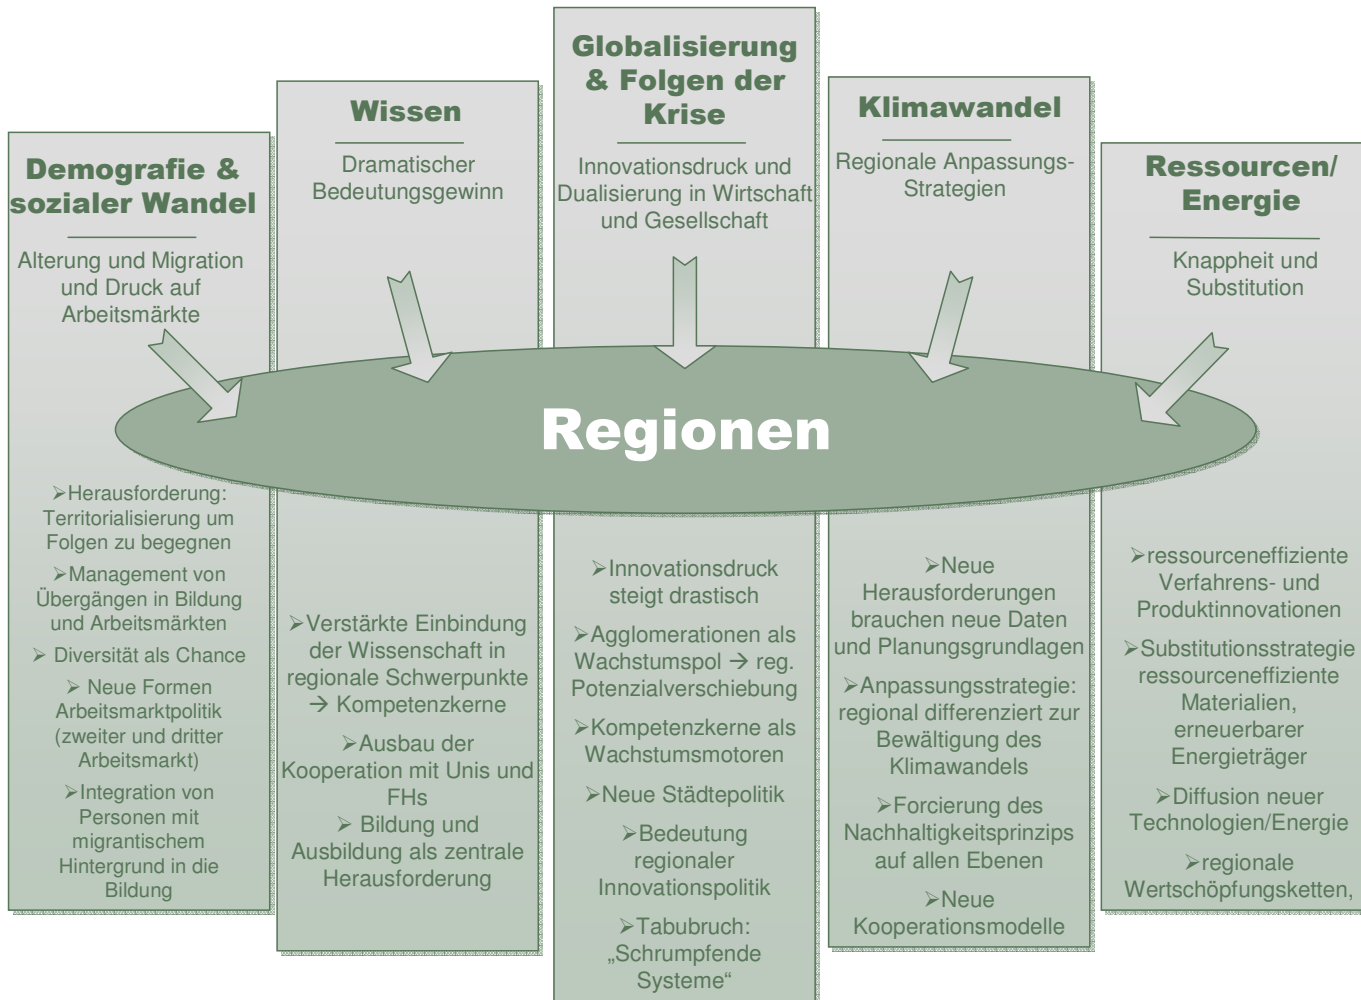 Demografie &
sozialer Wandel
Alterung und Migration
und Druck auf
Arbeitsmärkte
Wissen
Dramatischer
Bedeutungsgewinn
Globalisierung
& Folgen der
Krise
Innovationsdruck und
Dualisierung in Wirtschaft
und Gesellschaft
Klimawandel
Regionale Anpassungs-
Strategien
Ressourcen/
Energie
Knappheit und
Substitution
Regionen
➢Herausforderung:
Territorialisierung um
Folgen zu begegnen
➢Management von
Übergängen in Bildung
und Arbeitsmärkten
➢ Diversität als Chance
➢ Neue Formen
Arbeitsmarktpolitik
(zweiter und dritter
Arbeitsmarkt)
➢Integration von
Personen mit
migrantischem
Hintergrund in die
Bildung
➢Verstärkte Einbindung
der Wissenschaft in
regionale Schwerpunkte
→ Kompetenzkerne
➢Ausbau der
Kooperation mit Unis und
FHs
➢ Bildung und
Ausbildung als zentrale
Herausforderung
➢Innovationsdruck
steigt drastisch
➢Agglomerationen als
Wachstumspol → reg.
Potenzialverschiebung
➢Kompetenzkerne als
Wachstumsmotoren
➢Neue Städtepolitik
➢Bedeutung
regionaler
Innovationspolitik
➢Tabubruch:
„Schrumpfende
Systeme“
➢Neue
Herausforderungen
brauchen neue Daten
und Planungsgrundlagen
➢Anpassungsstrategie:
regional differenziert zur
Bewältigung des
Klimawandels
➢Forcierung des
Nachhaltigkeitsprinzips
auf allen Ebenen
➢Neue
Kooperationsmodelle
➢ressourceneffiziente
Verfahrens- und
Produktinnovationen
➢Substitutionsstrategie
ressourceneffiziente
Materialien,
erneuerbarer
Energieträger
➢Diffusion neuer
Technologien/Energie
➢regionale
Wertschöpfungsketten,